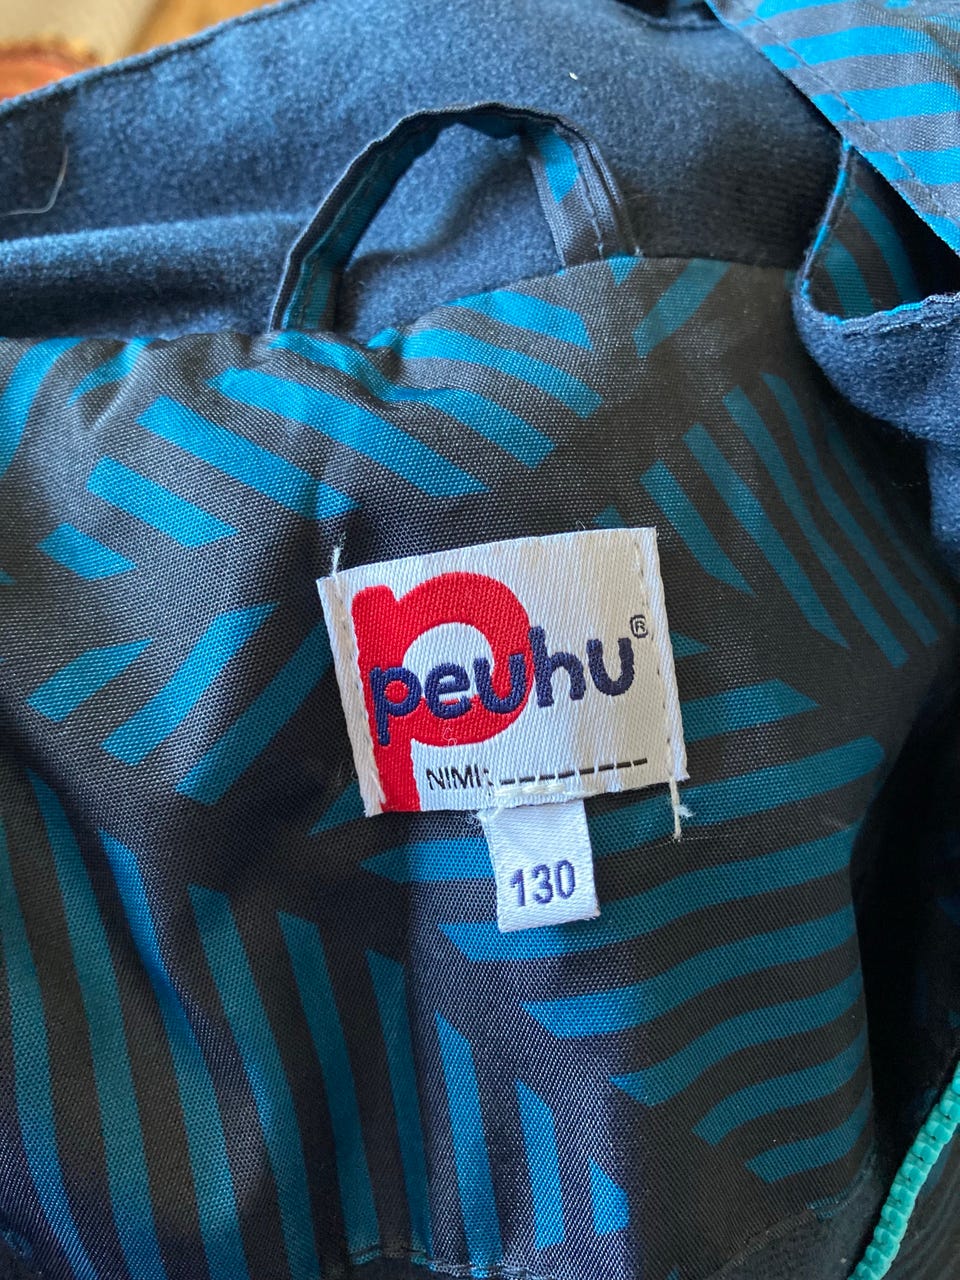 peuhu®
NIMI: --------
130